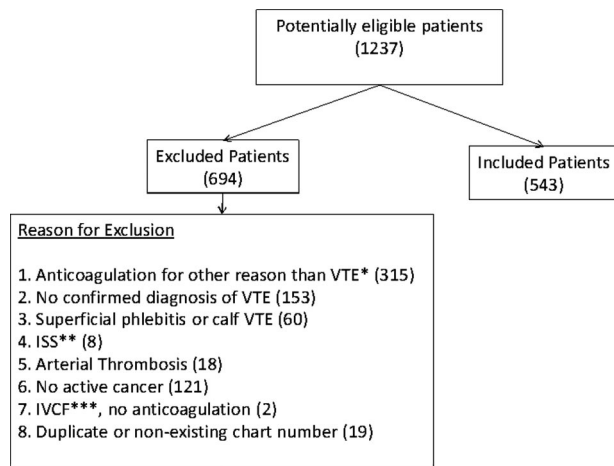 Potentially eligible patients
(1237)
Excluded Patients
(694)
Included Patients
(543)
Reason for Exclusion
1. Anticoagulation for other reason than VTE* (315)
2. No confirmed diagnosis of VTE (153)
3. Superficial phlebitis or calf VTE (60)
4. ISS** (8)
5. Arterial Thrombosis (18)
6. No active cancer (121)
7. IVCF***, no anticoagulation (2)
8. Duplicate or non-existing chart number (19)